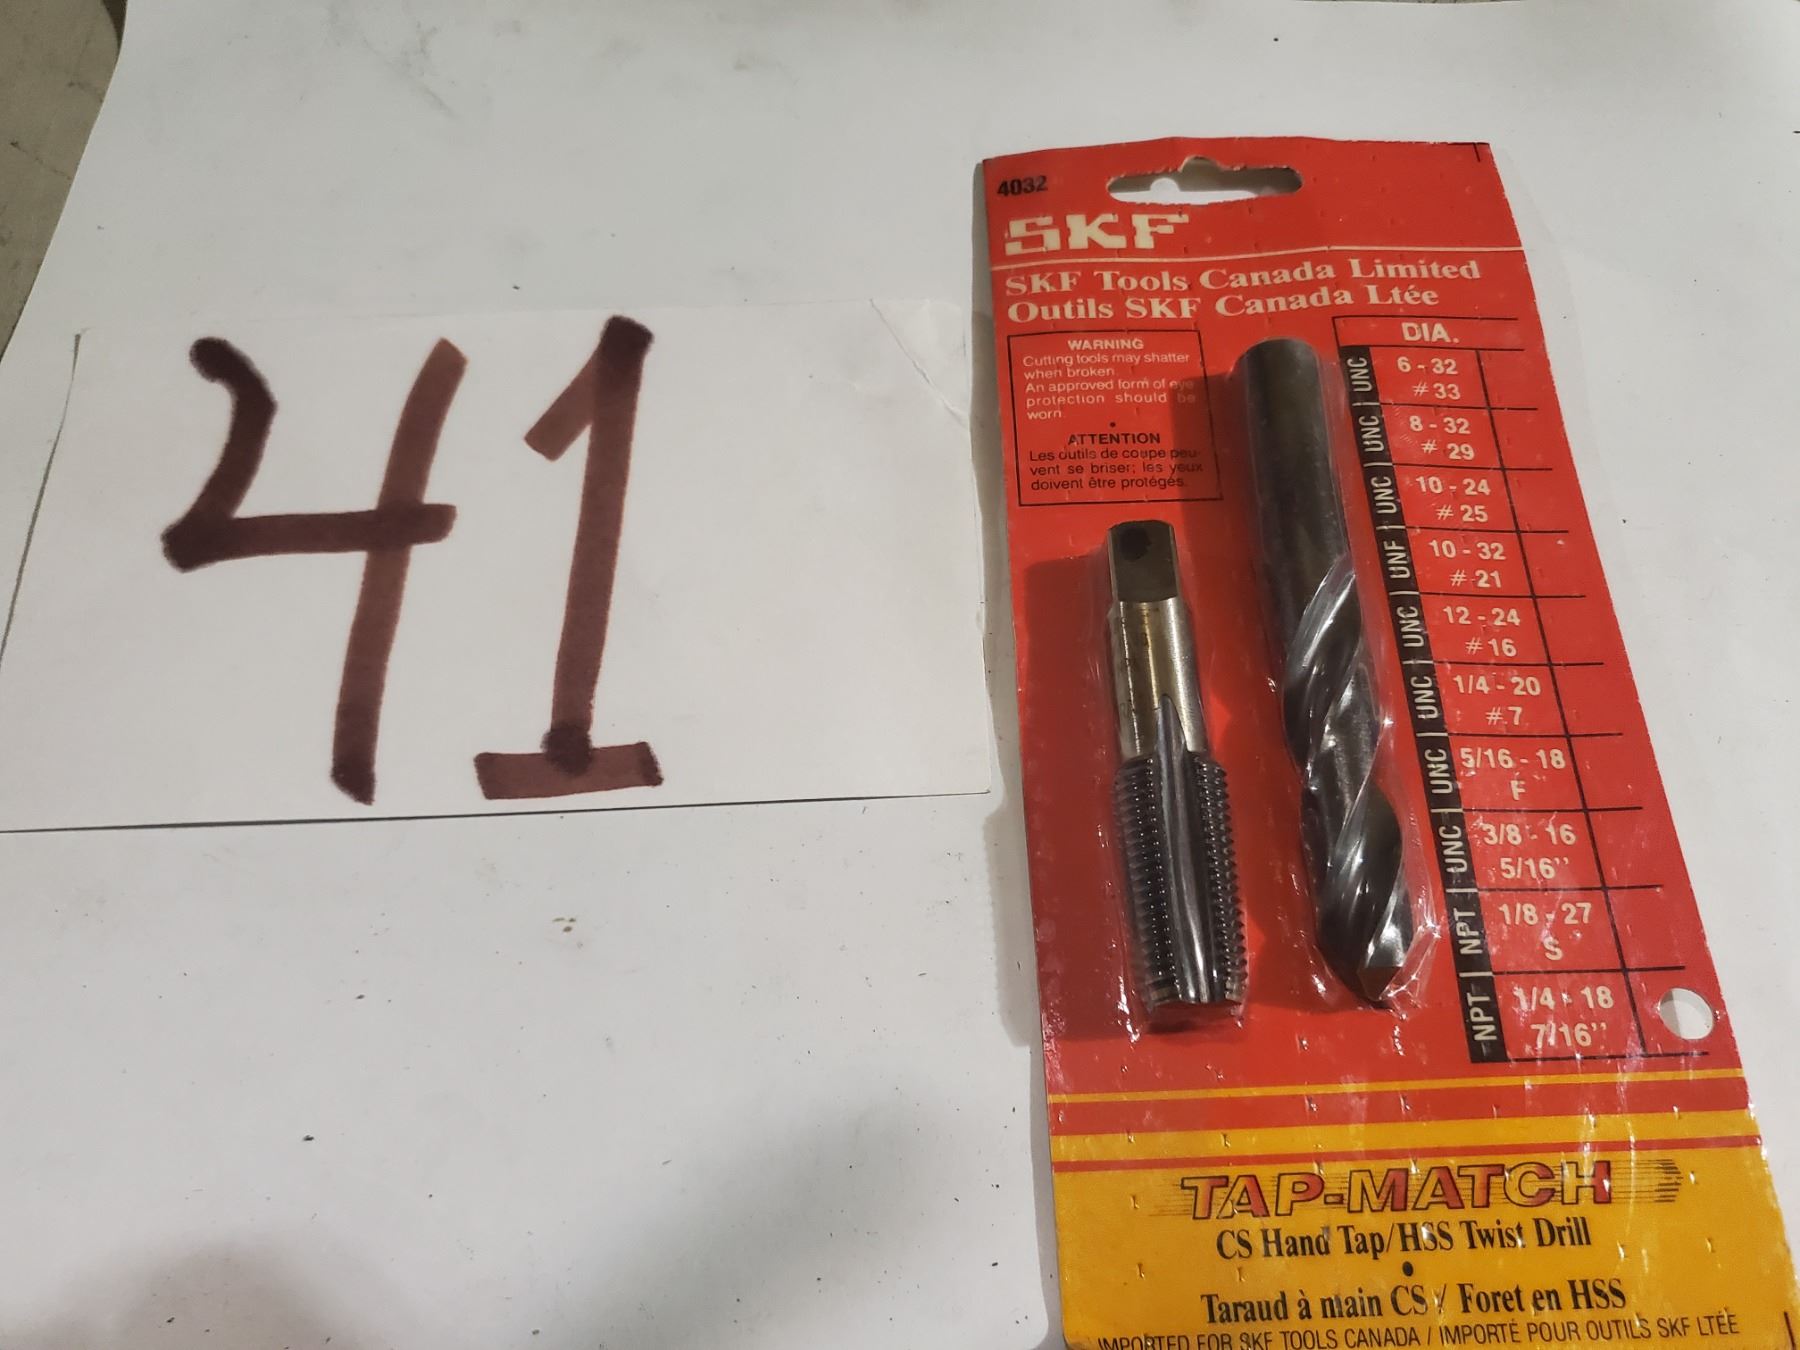 41
4032
SKF
SKF Tools Canada Limited
Outils SKF Canada Ltée
WARNING
Cutting tools may shatter
when broken.
An approved form of eye
protection should be
worn.
•
ATTENTION
Les outils de coupe peu-
vent se briser; les yeux
doivent être protégés.
DIA.
UNC 6 - 32
# 33
UNC 8 - 32
# 29
UNC 10 - 24
# 25
UNF 10 - 32
# 21
UNC 12 - 24
# 16
UNC 1/4 - 20
# 7
UNC 5/16 - 18
F
UNC 3/8 - 16
5/16"
NPT 1/8 - 27
S
NPT 1/4 - 18
7/16"
TAP-MATCH
CS Hand Tap/HSS Twist Drill
•
Taraud à main CS / Foret en HSS
IMPORTED FOR SKF TOOLS CANADA / IMPORTÉ POUR OUTILS SKF LTÉE